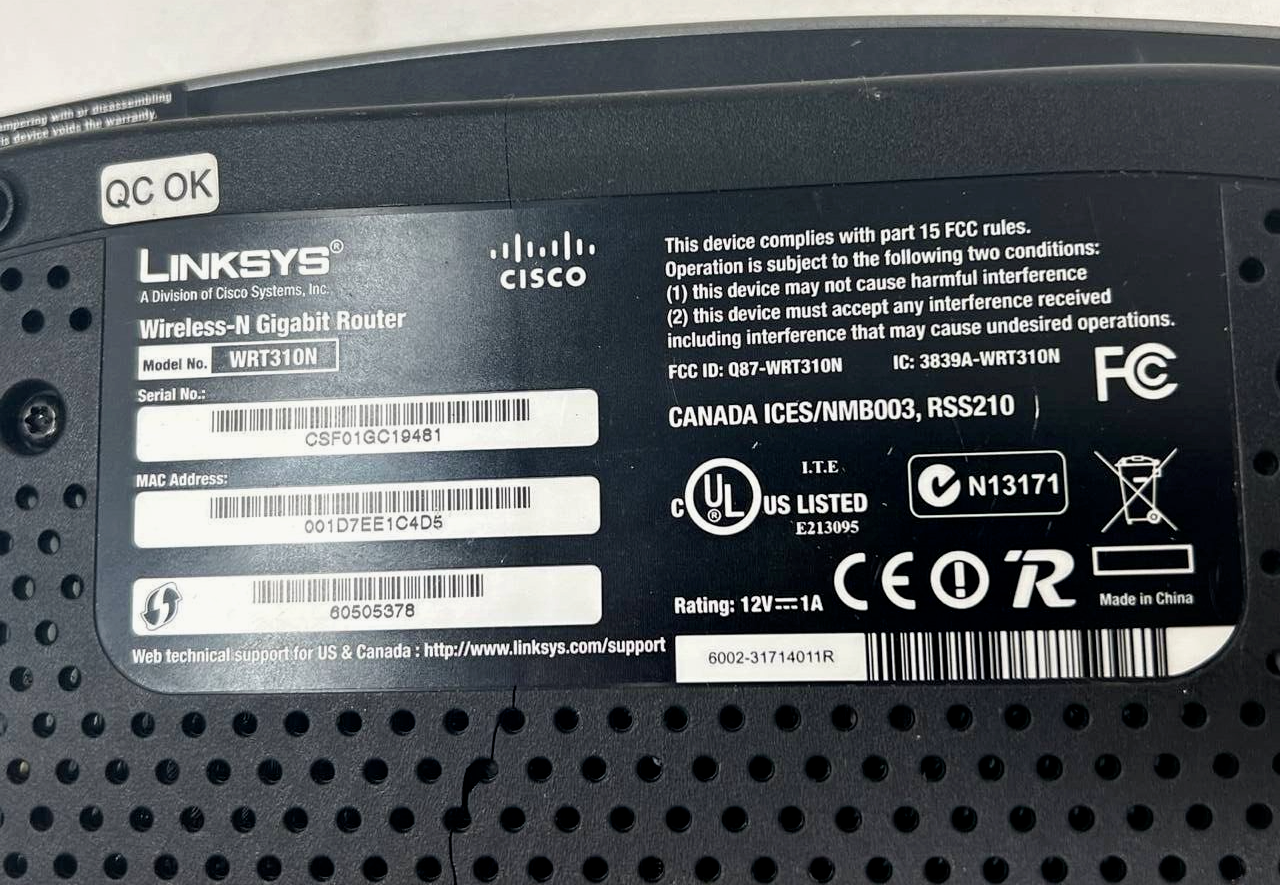 ampering with or disassembling
is device voids the warranty.
QC OK
LINKSYS®
A Division of Cisco Systems, Inc.
CISCO
Wireless-N Gigabit Router
Model No. WRT310N
Serial No.:
CSF01GC19481
MAC Address:
001D7EE1C4D5
60505378
Web technical support for US & Canada : http://www.linksys.com/support
This device complies with part 15 FCC rules.
Operation is subject to the following two conditions:
(1) this device may not cause harmful interference
(2) this device must accept any interference received
including interference that may cause undesired operations.
FCC ID: Q87-WRT310N IC: 3839A-WRT310N
FC
CANADA ICES/NMB003, RSS210
C UL® US LISTED
I.T.E
E213095
N13171
Rating: 12V⎓1A
CE
R
Made in China
6002-31714011R